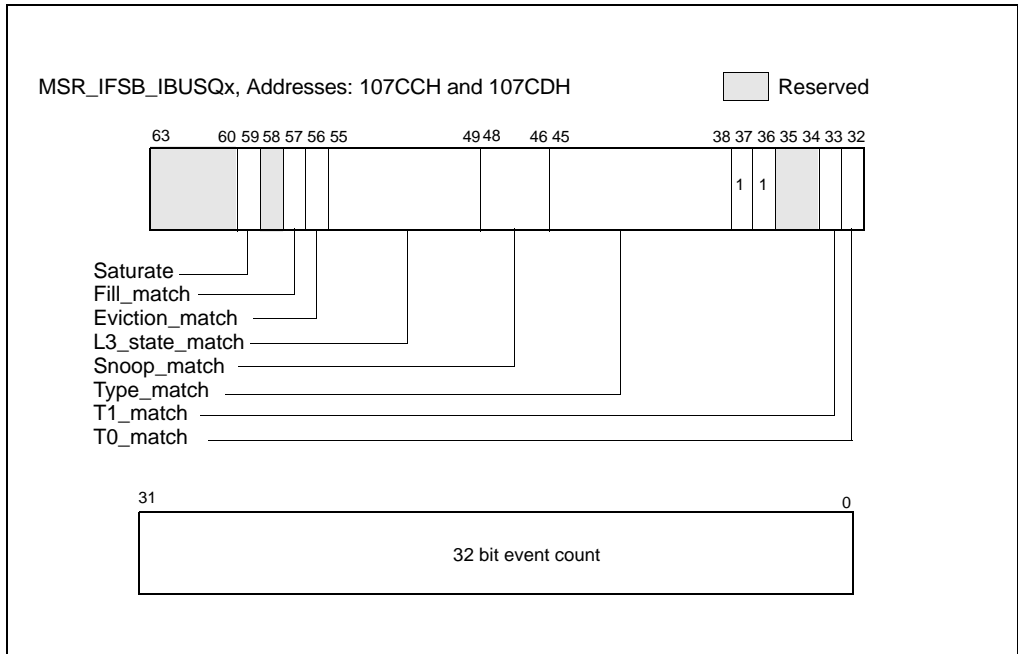 MSR_IFSB_IBUSQx, Addresses: 107CCH and 107CDH
Reserved
63 60 59 58 57 56 55 49 48 46 45 38 37 36 35 34 33 32
1 1
Saturate
Fill_match
Eviction_match
L3_state_match
Snoop_match
Type_match
T1_match
T0_match
31 0
32 bit event count